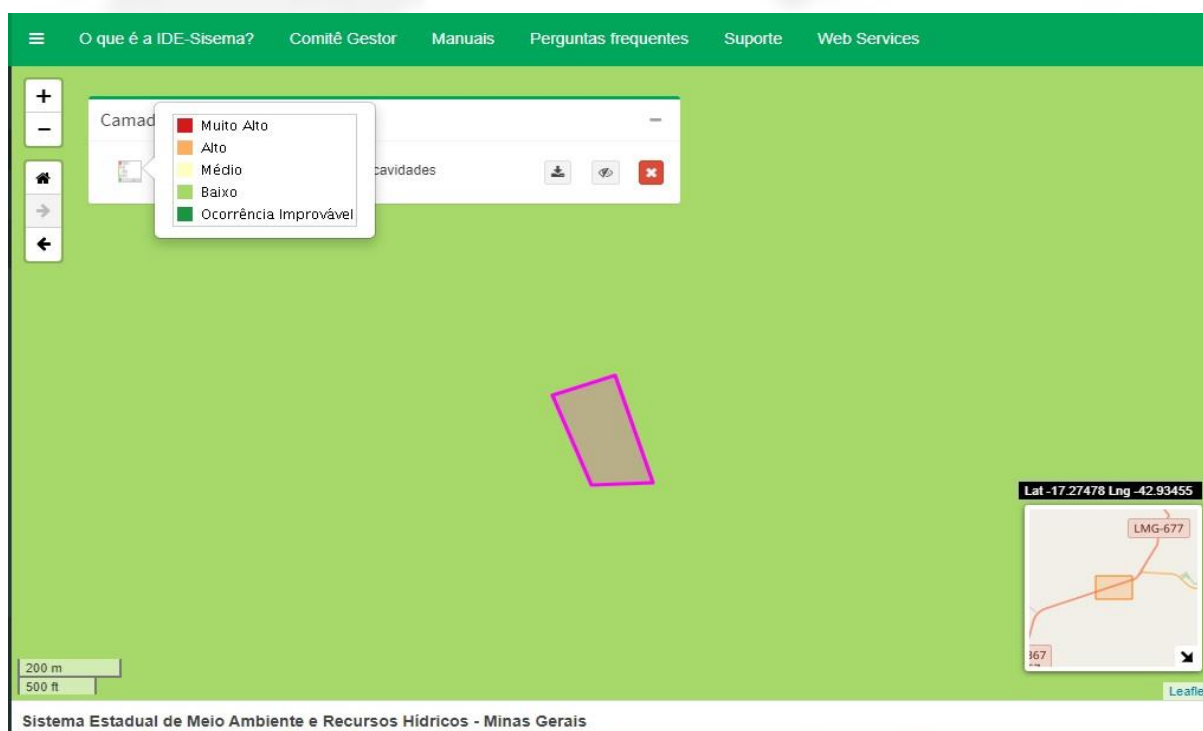 O que é a IDE-Sisema? Comitê Gestor Manuais Perguntas frequentes Suporte Web Services
Camad
Muito Alto
Alto
Médio
Baixo
Ocorrência Improvável
cavidades
Lat -17.27478 Lng -42.93455
LMG-677
367
200 m
500 ft
Leafle
Sistema Estadual de Meio Ambiente e Recursos Hídricos - Minas Gerais